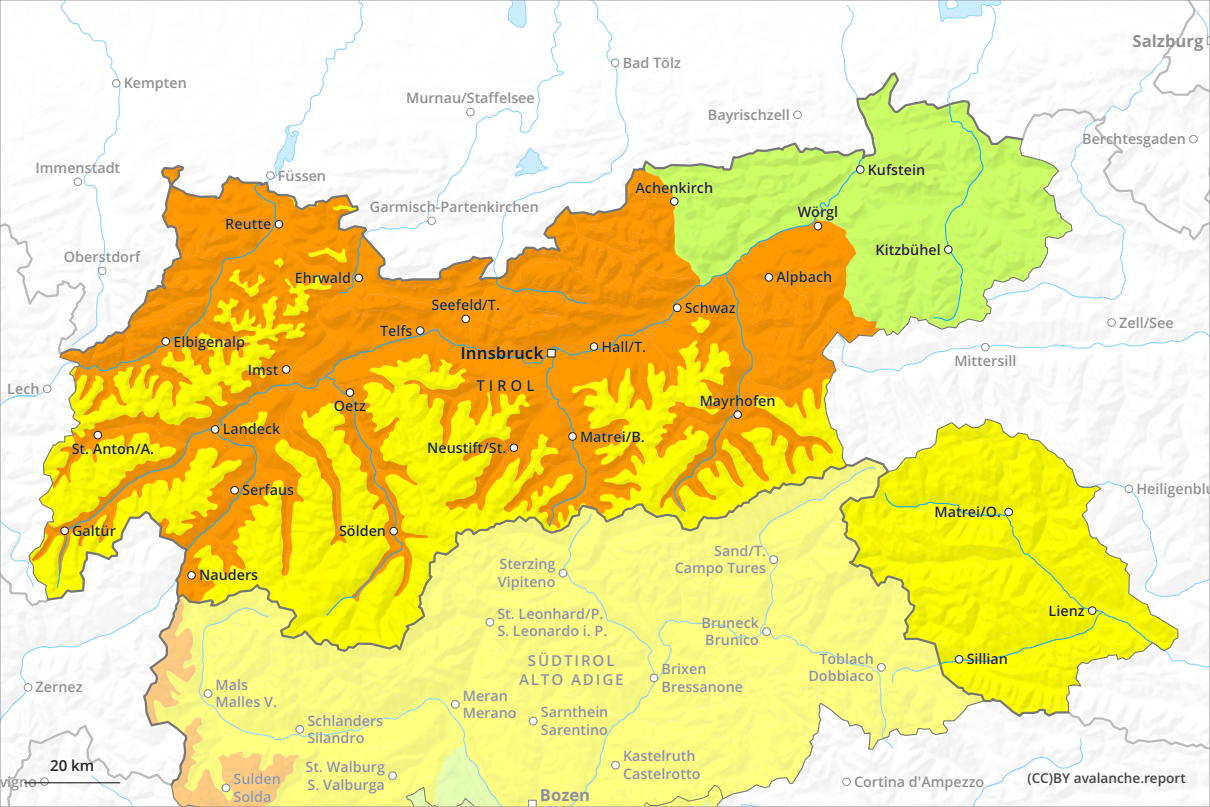 Salzburg
Bad Tölz
Kempten
Murnau/Staffelsee
Bayrischzell
Berchtesgaden
Immenstadt
Füssen
Kufstein
Achenkirch
Garmisch-Partenkirchen
Wörgl
Reutte
Kitzbühel
Oberstdorf
Ehrwald
Alpbach
Seefeld/T.
Schwaz
Zell/See
Telfs
Elbigenalp
Innsbruck
Hall/T.
Mittersill
Imst
Lech
TIROL
Mayrhofen
Oetz
Landeck
Matrei/B.
St. Anton/A.
Neustift/St.
Serfaus
Heiligenblu
Matrei/O.
Galtür
Sölden
Sand/T.
Campo Tures
Sterzing
Vipiteno
Nauders
Lienz
St. Leonhard/P.
S. Leonardo i. P.
Bruneck
Brunico
SÜDTIROL
ALTO ADIGE
Toblach
Dobbiaco
Sillian
Brixen
Bressanone
Zernez
Mals
Malles V.
Meran
Merano
Sarnthein
Sarentino
Schlanders
Silandro
Kastelruth
Castelrotto
20 km
St. Walburg
S. Valburga
Sulden
Solda
vigno
Cortina d'Ampezzo
(CC)BY avalanche.report
Bozen